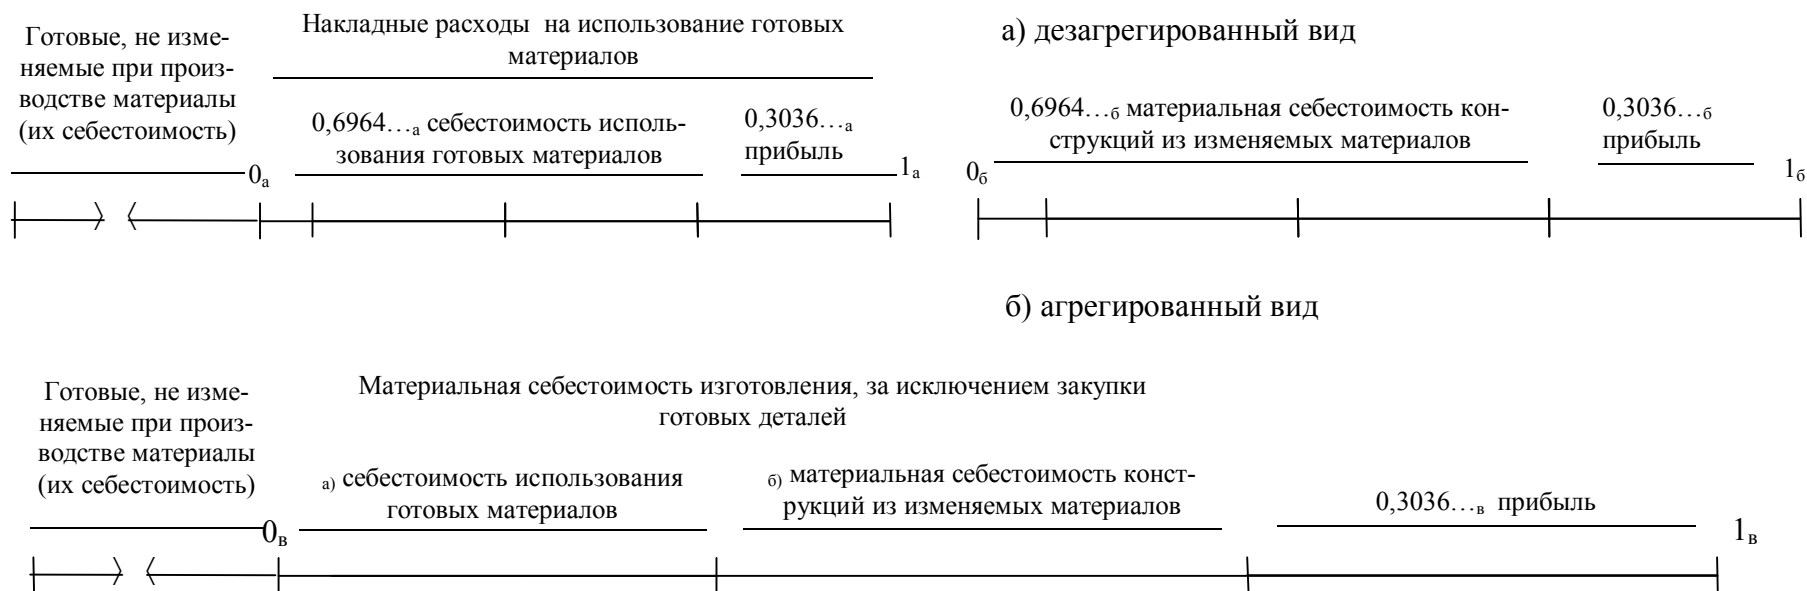 Готовые, не изме-
няемые при произ-
водстве материалы
(их себестоимость)
Накладные расходы на использование готовых
материалов
0,6964…а себестоимость исполь-
зования готовых материалов
0,3036…а
прибыль
0а
1а
а) дезагрегированный вид
0,6964…б материальная себестоимость кон-
струкций из изменяемых материалов
0,3036…б
прибыль
0б
1б
б) агрегированный вид
Готовые, не изме-
няемые при произ-
водстве материалы
(их себестоимость)
Материальная себестоимость изготовления, за исключением закупки
готовых деталей
а) себестоимость использования
готовых материалов
б) материальная себестоимость конст-
рукций из изменяемых материалов
0,3036…в прибыль
0в
1в